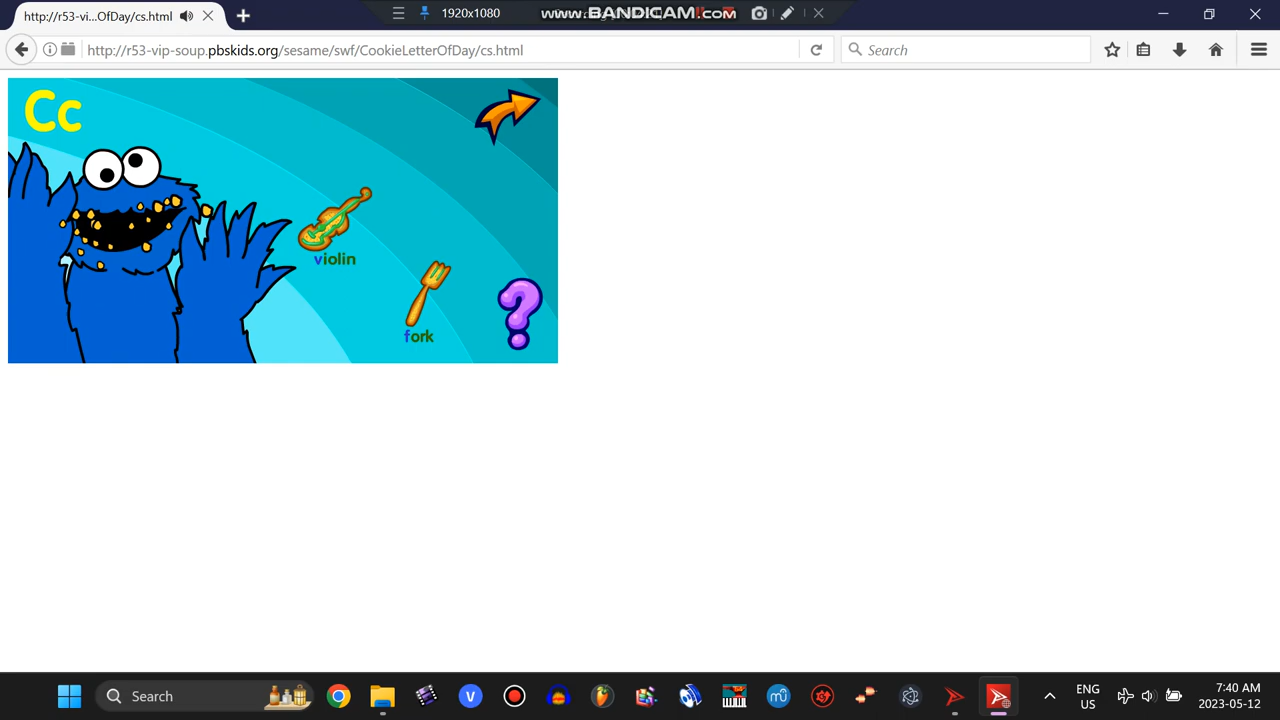 http://r53-vi...OfDay/cs.html
1920x1080
www.BANDICAM.com
http://r53-vip-soup.pbskids.org/sesame/swf/CookieLetterOfDay/cs.html
Search
Cc
violin
fork
?
Search
ENG
US
7:40 AM
2023-05-12